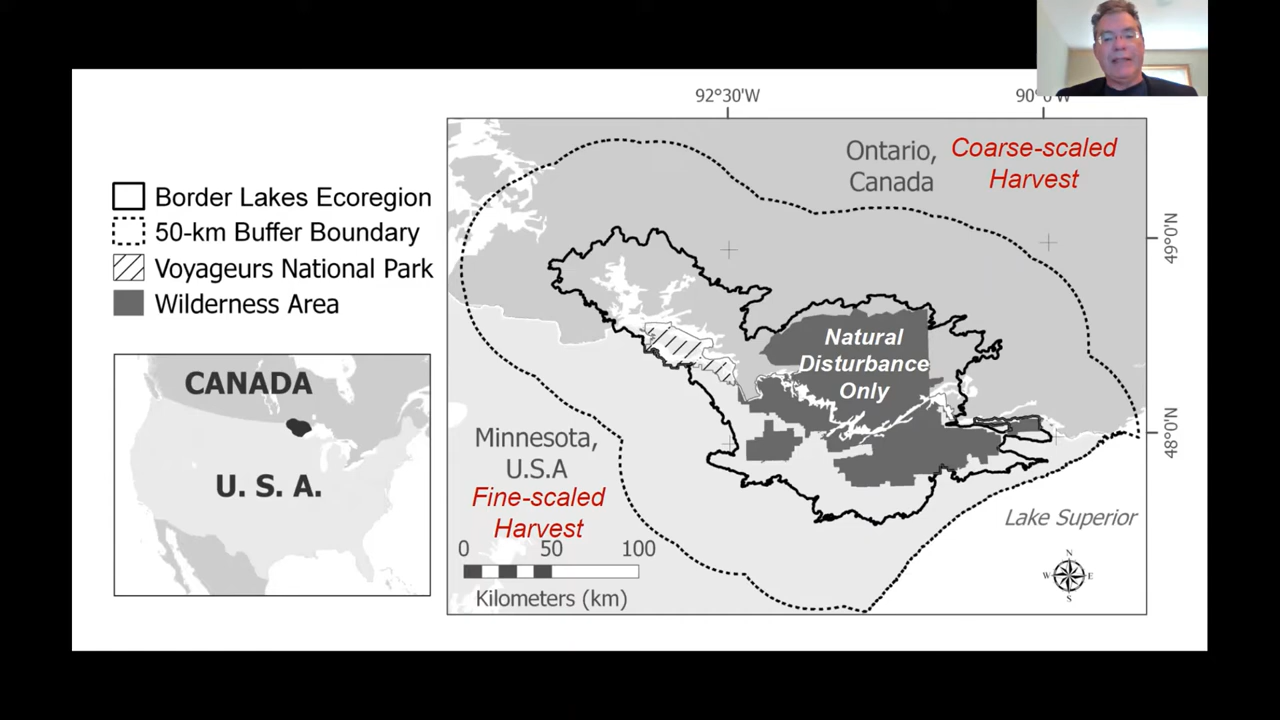 92°30'W
90°0'W
Ontario,
Canada
Coarse-scaled
Harvest
Border Lakes Ecoregion
50-km Buffer Boundary
Voyageurs National Park
Wilderness Area
49°0'N
Natural
Disturbance
Only
CANADA
U. S. A.
48°0'N
Minnesota,
U.S.A
Fine-scaled
Harvest
Lake Superior
0 50 100
Kilometers (km)
N
W E
S